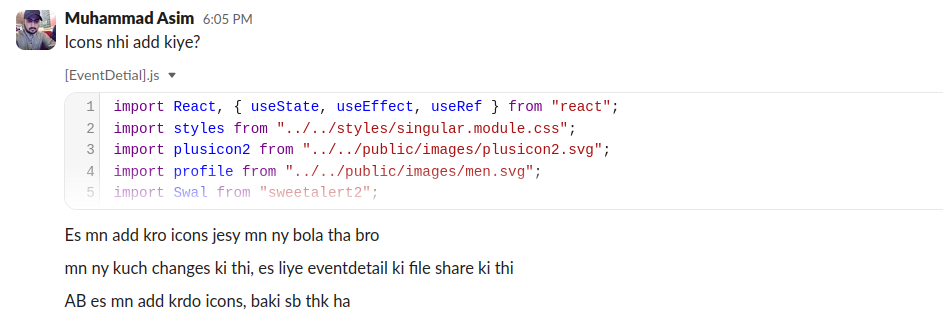 Muhammad Asim 6:05 PM
Icons nhi add kiye?
[EventDetial].js
1 import React, { useState, useEffect, useRef } from "react";
2 import styles from "../../styles/singular.module.css";
3 import plusicon2 from "../../public/images/plusicon2.svg";
4 import profile from "../../public/images/men.svg";
5 import Swal from "sweetalert2";
Es mn add kro icons jesy mn ny bola tha bro
mn ny kuch changes ki thi, es liye eventdetail ki file share ki thi
AB es mn add krdo icons, baki sb thk ha